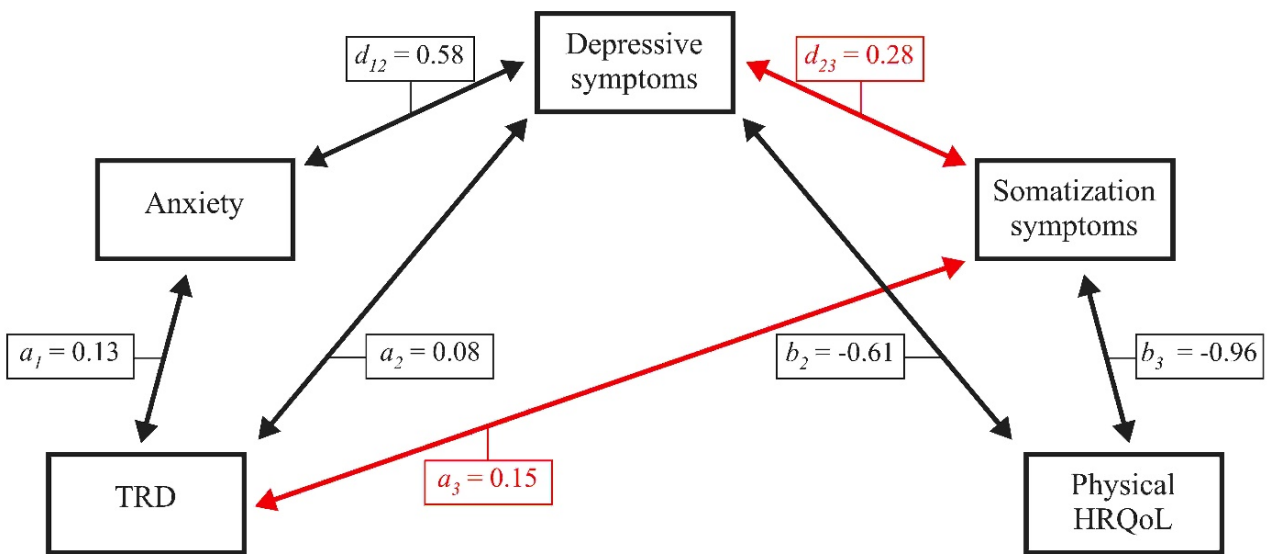 Depressive
symptoms
d12 = 0.58
d23 = 0.28
Anxiety
Somatization
symptoms
a1 = 0.13
a2 = 0.08
b2 = -0.61
b3 = -0.96
a3 = 0.15
TRD
Physical
HRQoL